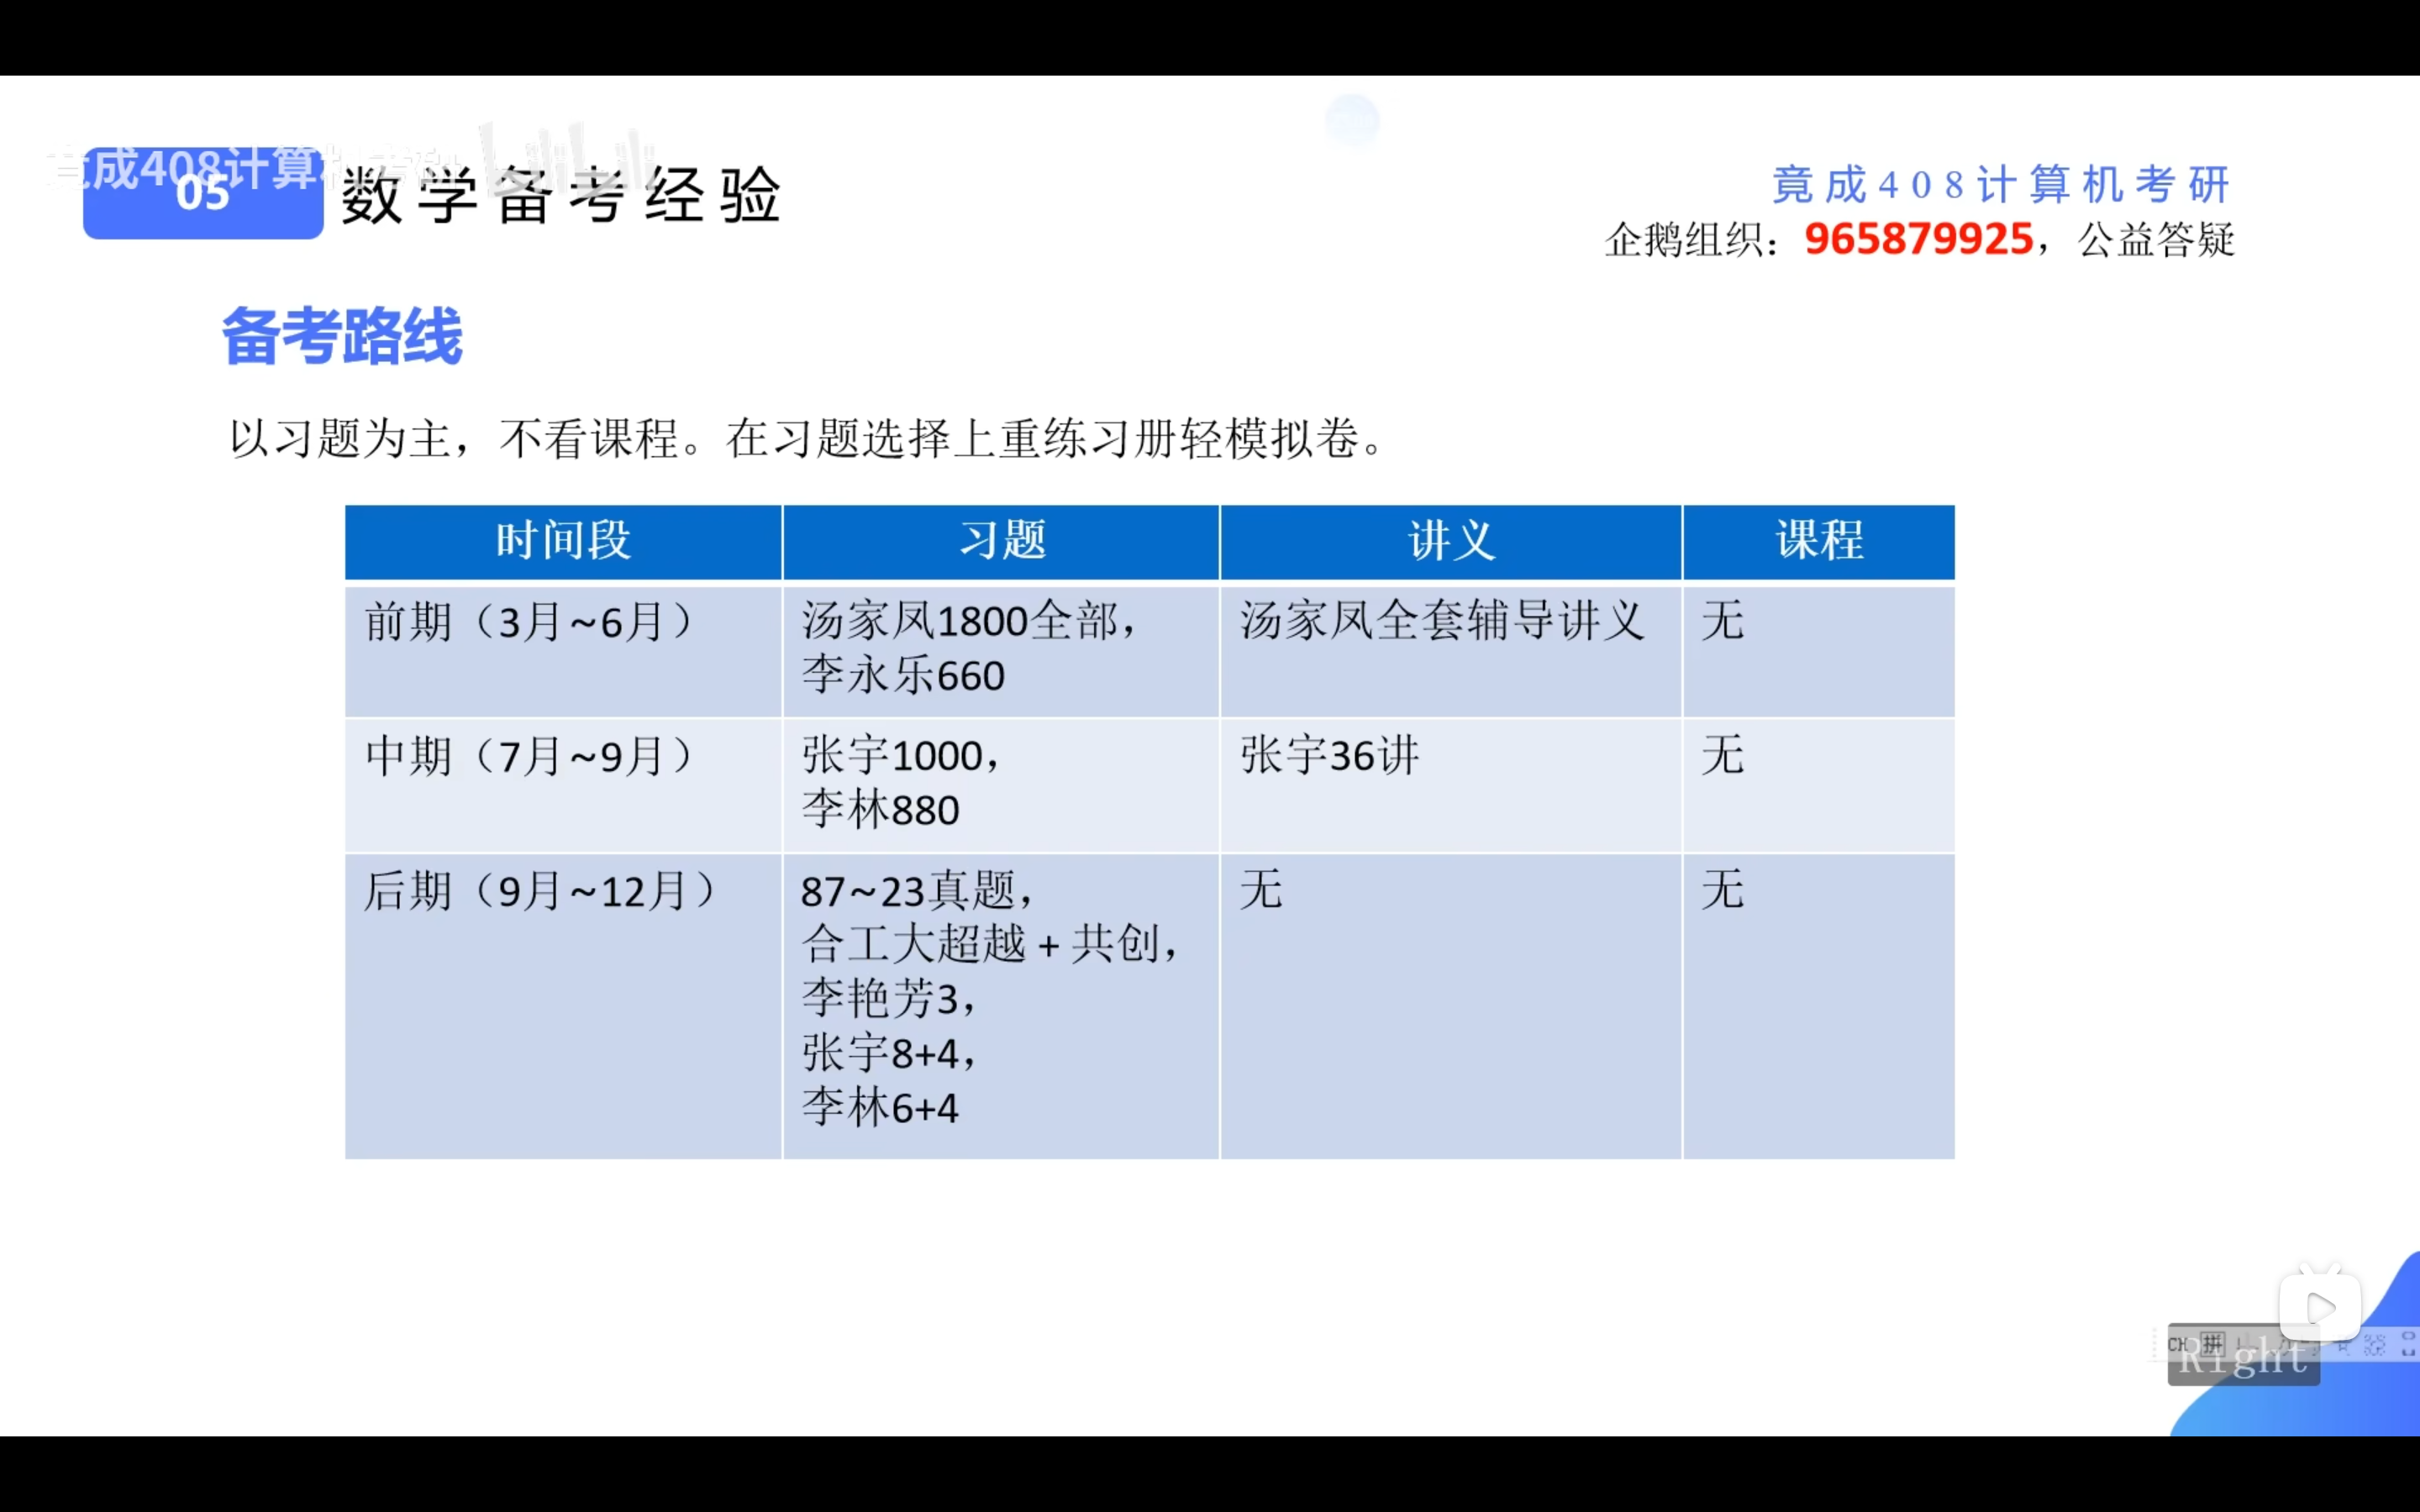 竟成408计算机考研
05
数学备考经验
竟成408计算机考研
企鹅组织：965879925，公益答疑
备考路线
以习题为主，不看课程。在习题选择上重练习册轻模拟卷。
时间段 习题 讲义 课程
前期（3月~6月） 汤家凤1800全部， 汤家凤全套辅导讲义 无
李永乐660
中期（7月~9月） 张宇1000， 张宇36讲 无
李林880
后期（9月~12月） 87~23真题， 无 无
合工大超越 + 共创，
李艳芳3，
张宇8+4，
李林6+4
CH 拼
Right